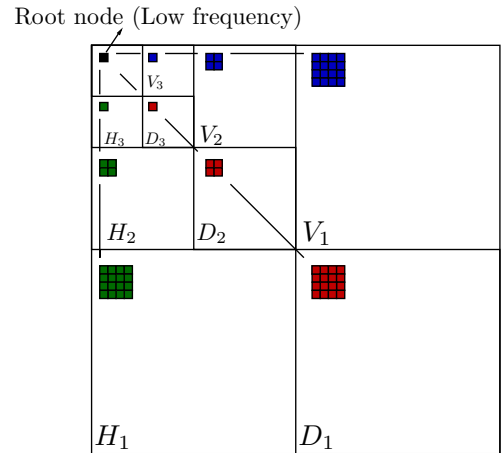 Root node (Low frequency)
V₃
H₃ D₃ V₂
H₂ D₂ V₁
H₁ D₁